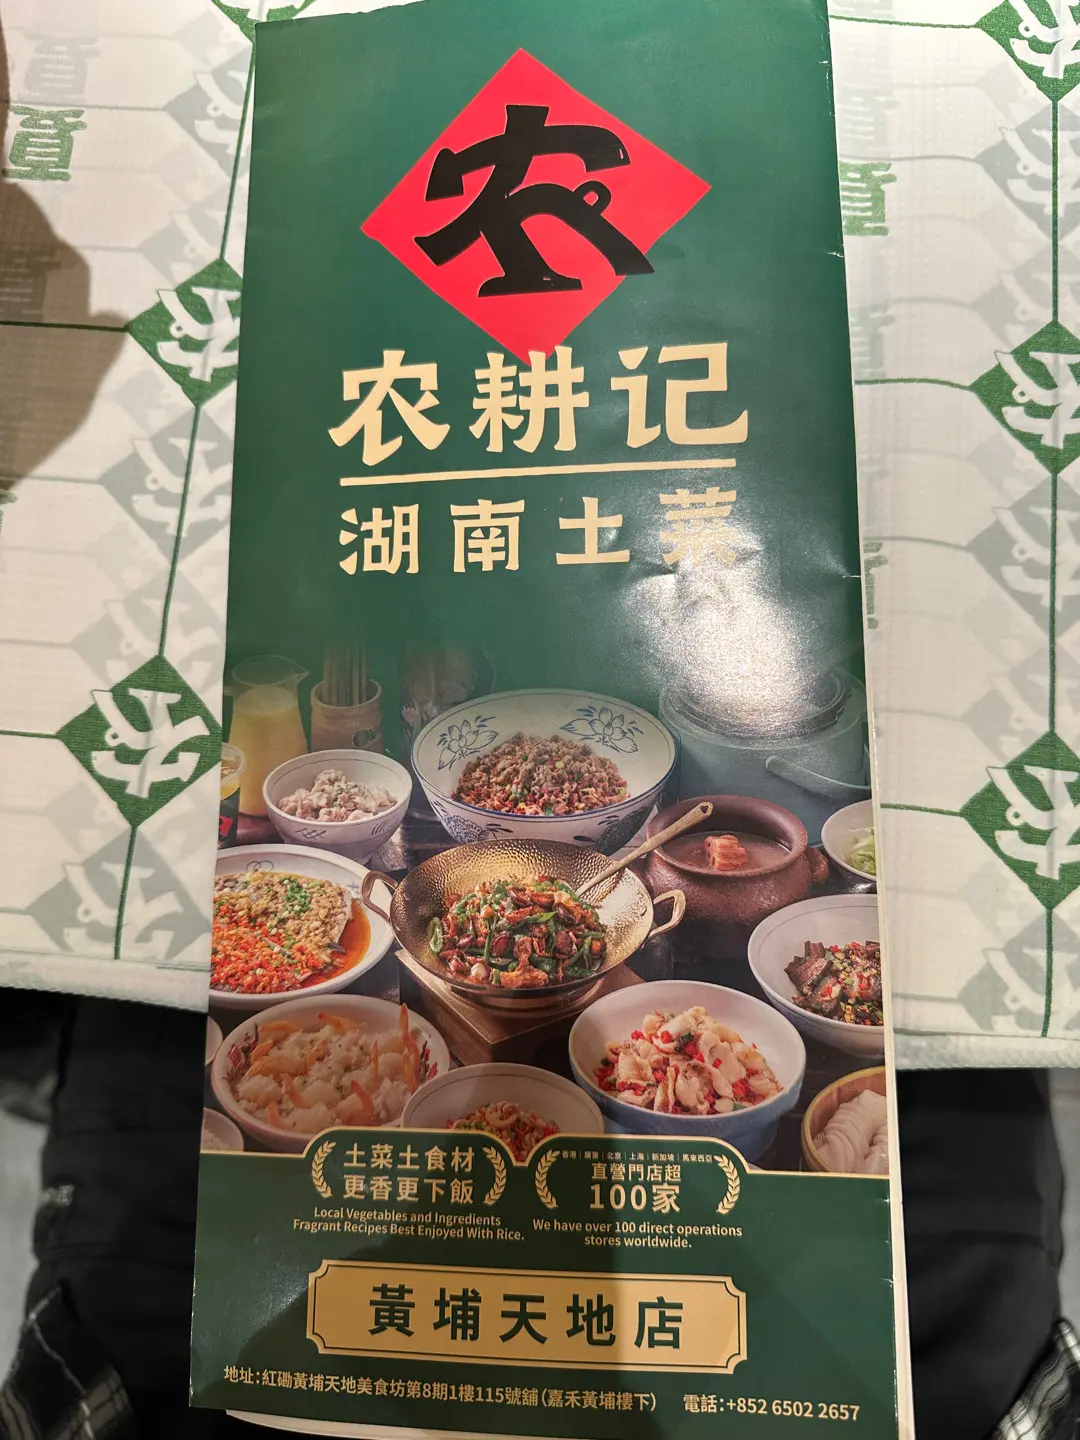 农
农耕记
湖南土菜
土菜土食材
更香更下飯
Local Vegetables and Ingredients
Fragrant Recipes Best Enjoyed With Rice.
香港｜廣東｜北京｜上海｜新加坡｜馬來西亞
直營門店超
100家
We have over 100 direct operations
stores worldwide.
黃埔天地店
地址:紅磡黃埔天地美食坊第8期1樓115號舖(嘉禾黃埔樓下)
電話:+852 6502 2657